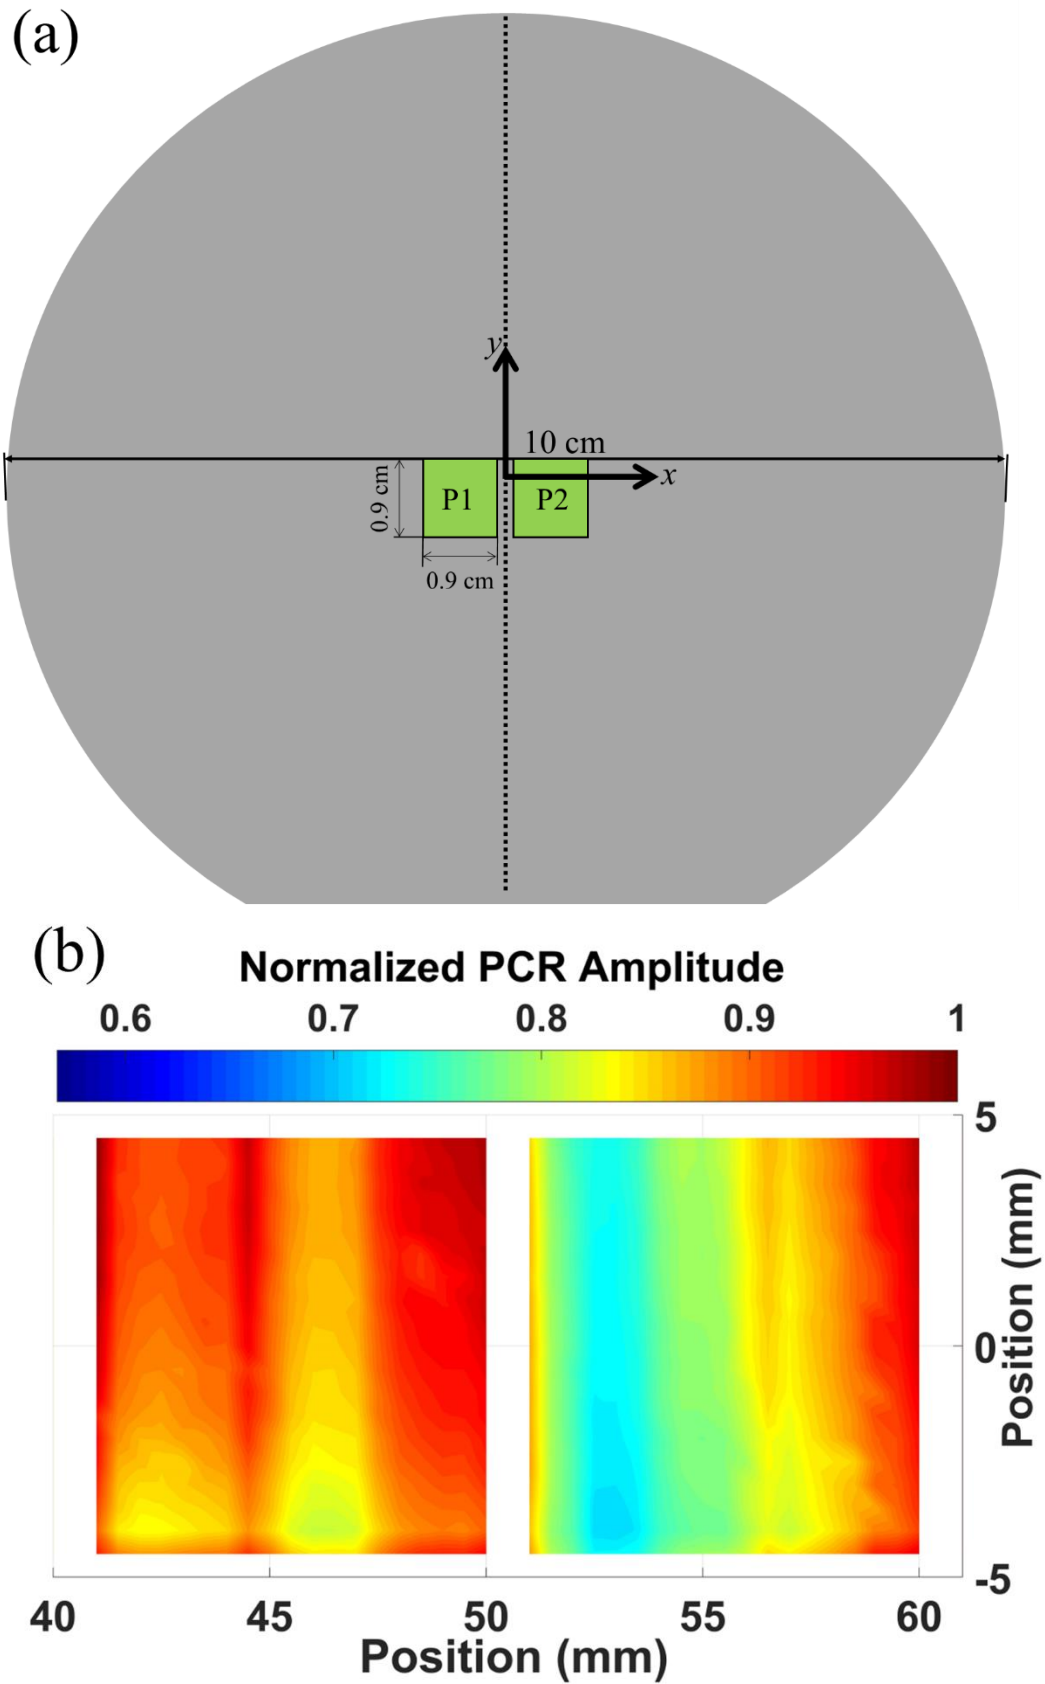 (a)
y
10 cm
x
0.9 cm
P1
P2
0.9 cm
(b)
Normalized PCR Amplitude
0.6 0.7 0.8 0.9 1
5
0
-5
Position (mm)
40 45 50 55 60
Position (mm)